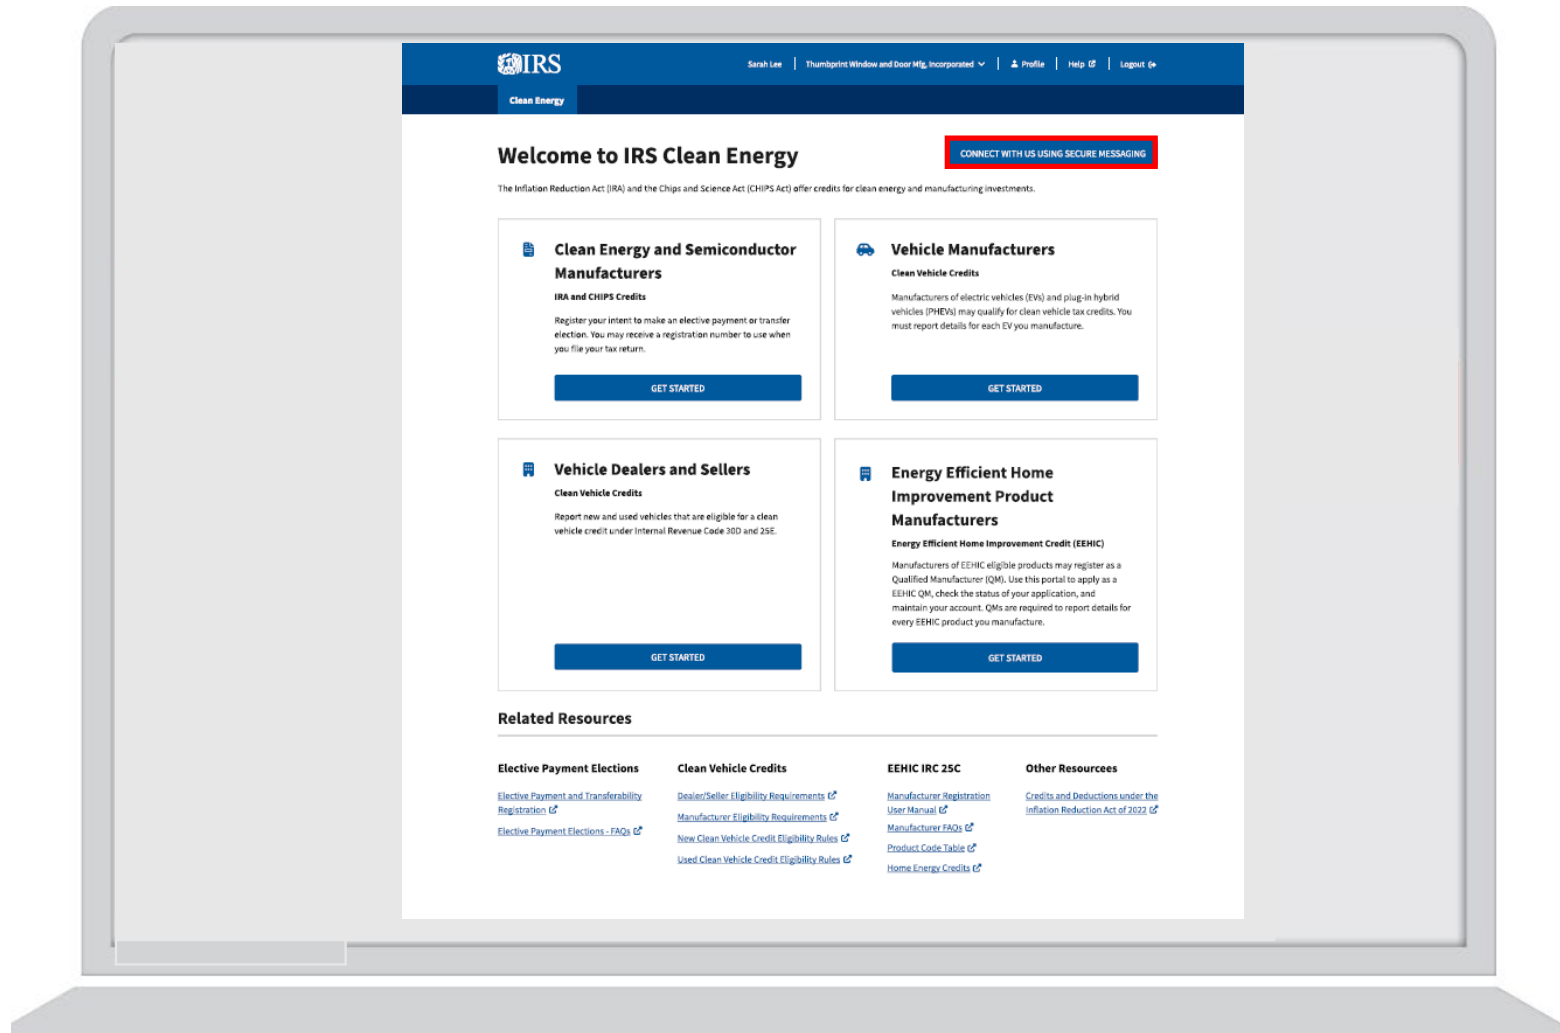 IRS
Sarah Lee
Thumbprint Window and Door Mfg, Incorporated
Profile
Help
Logout
Clean Energy
Welcome to IRS Clean Energy
CONNECT WITH US USING SECURE MESSAGING
The Inflation Reduction Act (IRA) and the Chips and Science Act (CHIPS Act) offer credits for clean energy and manufacturing investments.
Clean Energy and Semiconductor
Manufacturers
IRA and CHIPS Credits
Register your intent to make an elective payment or transfer
election. You may receive a registration number to use when
you file your tax return.
GET STARTED
Vehicle Manufacturers
Clean Vehicle Credits
Manufacturers of electric vehicles (EVs) and plug-in hybrid
vehicles (PHEVs) may qualify for clean vehicle tax credits. You
must report details for each EV you manufacture.
GET STARTED
Vehicle Dealers and Sellers
Clean Vehicle Credits
Report new and used vehicles that are eligible for a clean
vehicle credit under Internal Revenue Code 30D and 25E.
GET STARTED
Energy Efficient Home
Improvement Product
Manufacturers
Energy Efficient Home Improvement Credit (EEHIC)
Manufacturers of EEHIC eligible products may register as a
Qualified Manufacturer (QM). Use this portal to apply as a
EEHIC QM, check the status of your application, and
maintain your account. QMs are required to report details for
every EEHIC product you manufacture.
GET STARTED
Related Resources
Elective Payment Elections
Elective Payment and Transferability
Registration
Elective Payment Elections - FAQs
Clean Vehicle Credits
Dealer/Seller Eligibility Requirements
Manufacturer Eligibility Requirements
New Clean Vehicle Credit Eligibility Rules
Used Clean Vehicle Credit Eligibility Rules
EEHIC IRC 25C
Manufacturer Registration
User Manual
Manufacturer FAQs
Product Code Table
Home Energy Credits
Other Resourcees
Credits and Deductions under the
Inflation Reduction Act of 2022